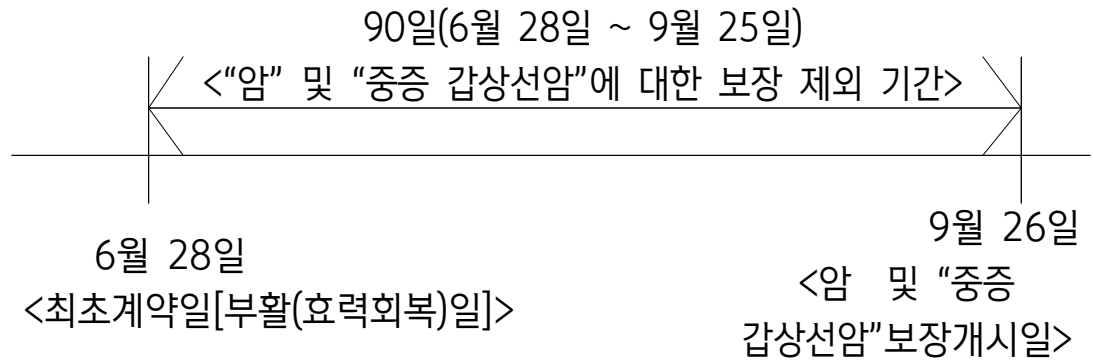 90일(6월 28일 ~ 9월 25일)
<“암” 및 “중증 갑상선암”에 대한 보장 제외 기간>
6월 28일
<최초계약일[부활(효력회복)일]>
9월 26일
<암 및 “중증
갑상선암”보장개시일>